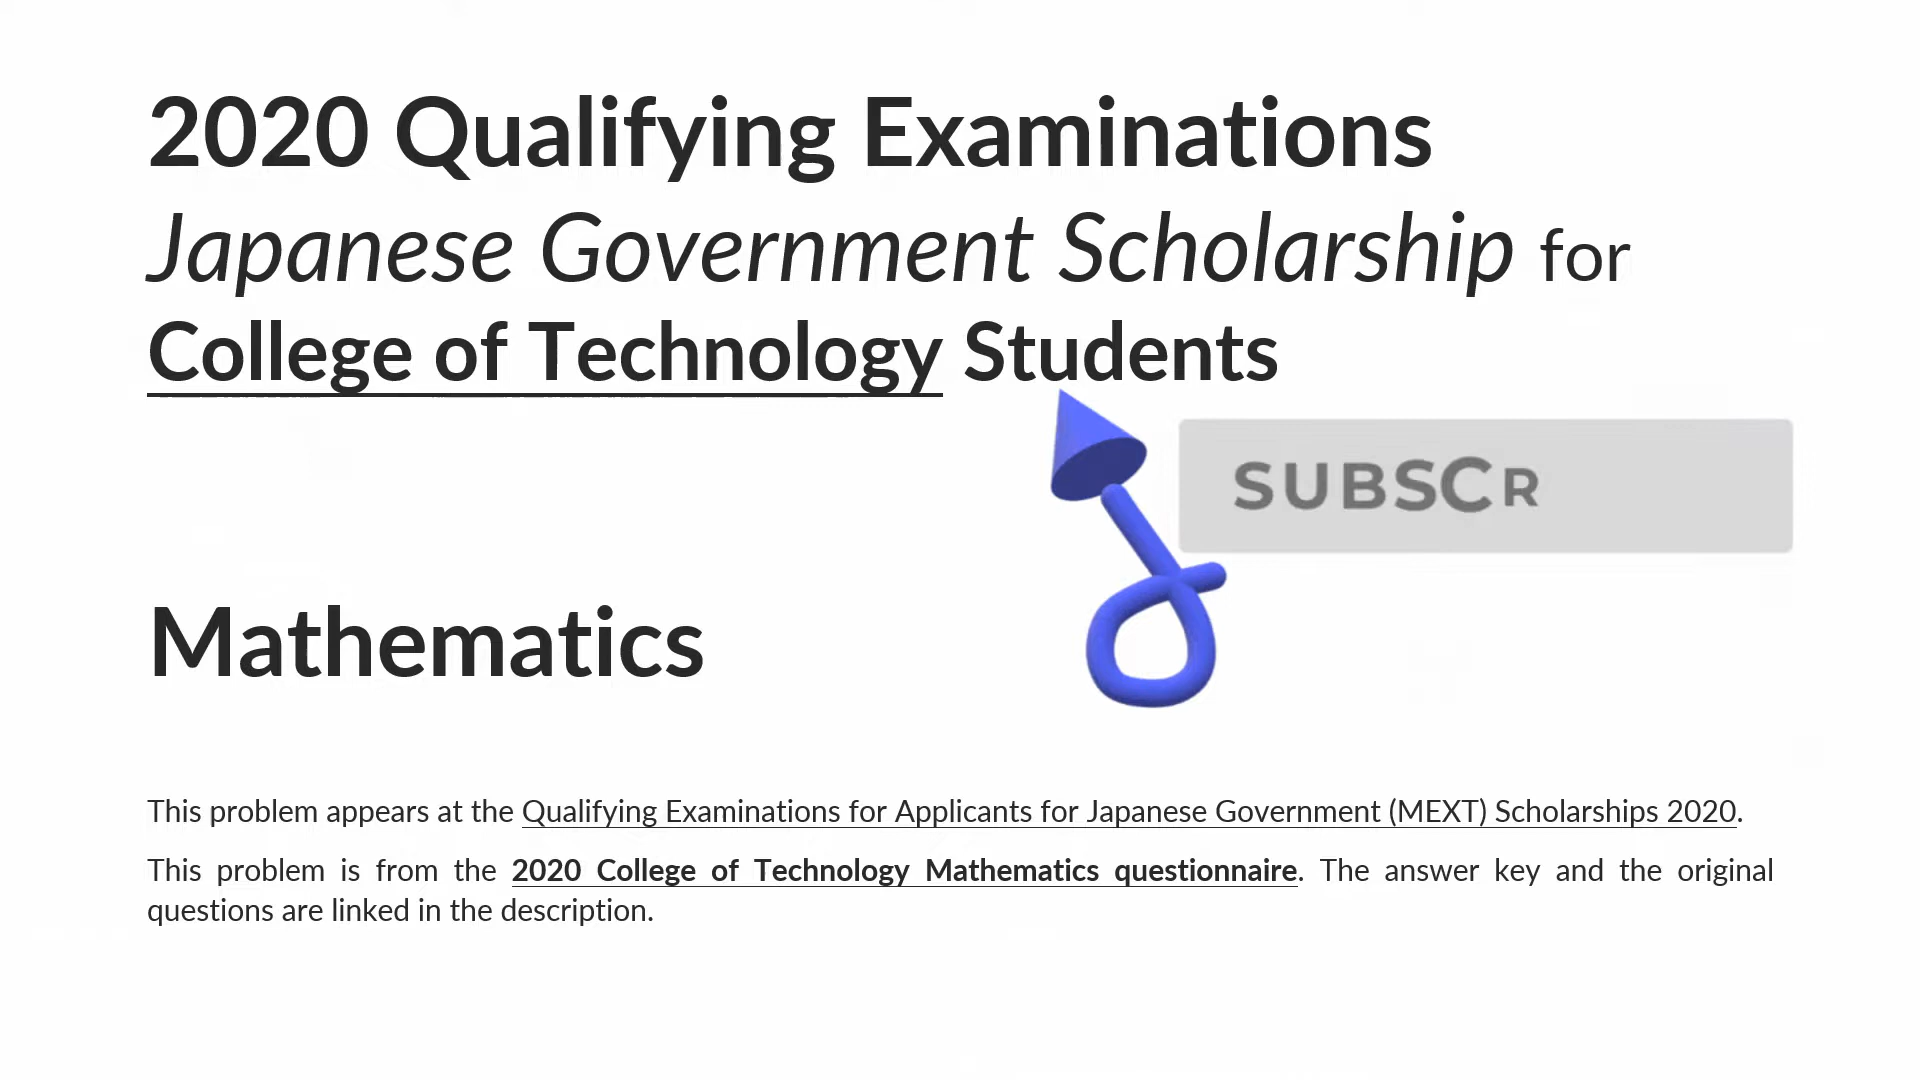 2020 Qualifying Examinations
Japanese Government Scholarship for
College of Technology Students
SUBSCR
Mathematics
This problem appears at the Qualifying Examinations for Applicants for Japanese Government (MEXT) Scholarships 2020.
This problem is from the 2020 College of Technology Mathematics questionnaire. The answer key and the original
questions are linked in the description.